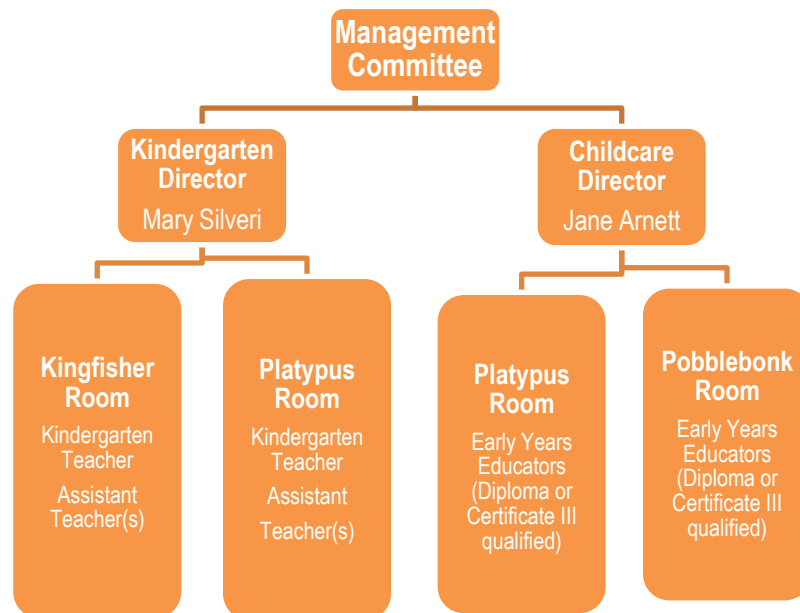 Management
Committee
Kindergarten
Director
Mary Silveri
Childcare
Director
Jane Arnett
Kingfisher
Room
Kindergarten
Teacher
Assistant
Teacher(s)
Platypus
Room
Kindergarten
Teacher
Assistant
Teacher(s)
Platypus
Room
Early Years
Educators
(Diploma or
Certificate III
qualified)
Pobblebonk
Room
Early Years
Educators
(Diploma or
Certificate III
qualified)